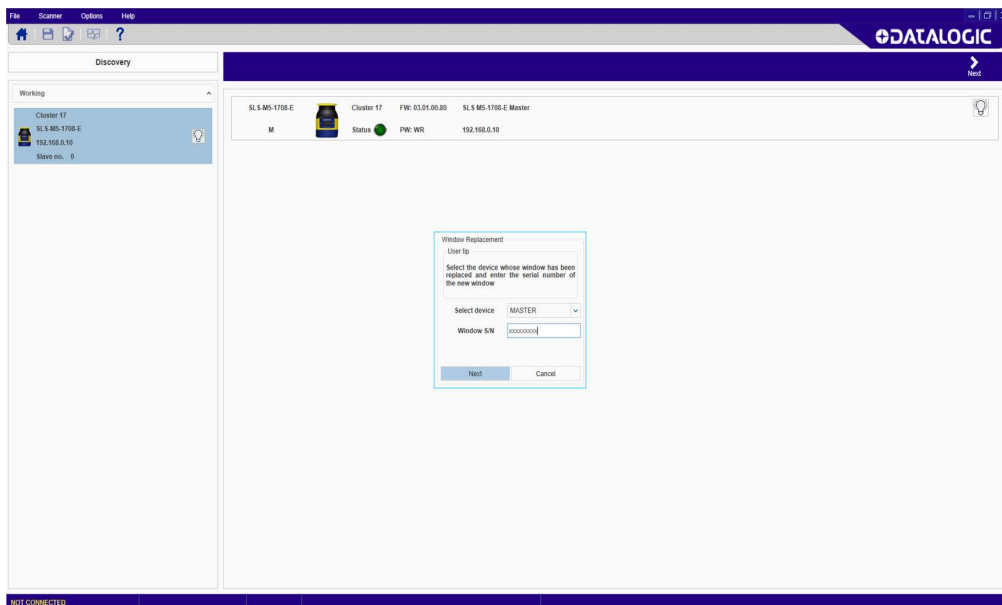 File Scanner Options Help
DATALOGIC
Discovery
Next
Working
Cluster 17
SLS-M5-1708-E
192.168.0.10
Slave no. 0
SLS-M5-1708-E Cluster 17 FW: 03.01.00.80 SLS M5-1708-E Master
M Status PW: WR 192.168.0.10
Window Replacement
User tip
Select the device whose window has been
replaced and enter the serial number of
the new window
Select device MASTER
Window S/N xxxxxxxxx
Next Cancel
NOT CONNECTED